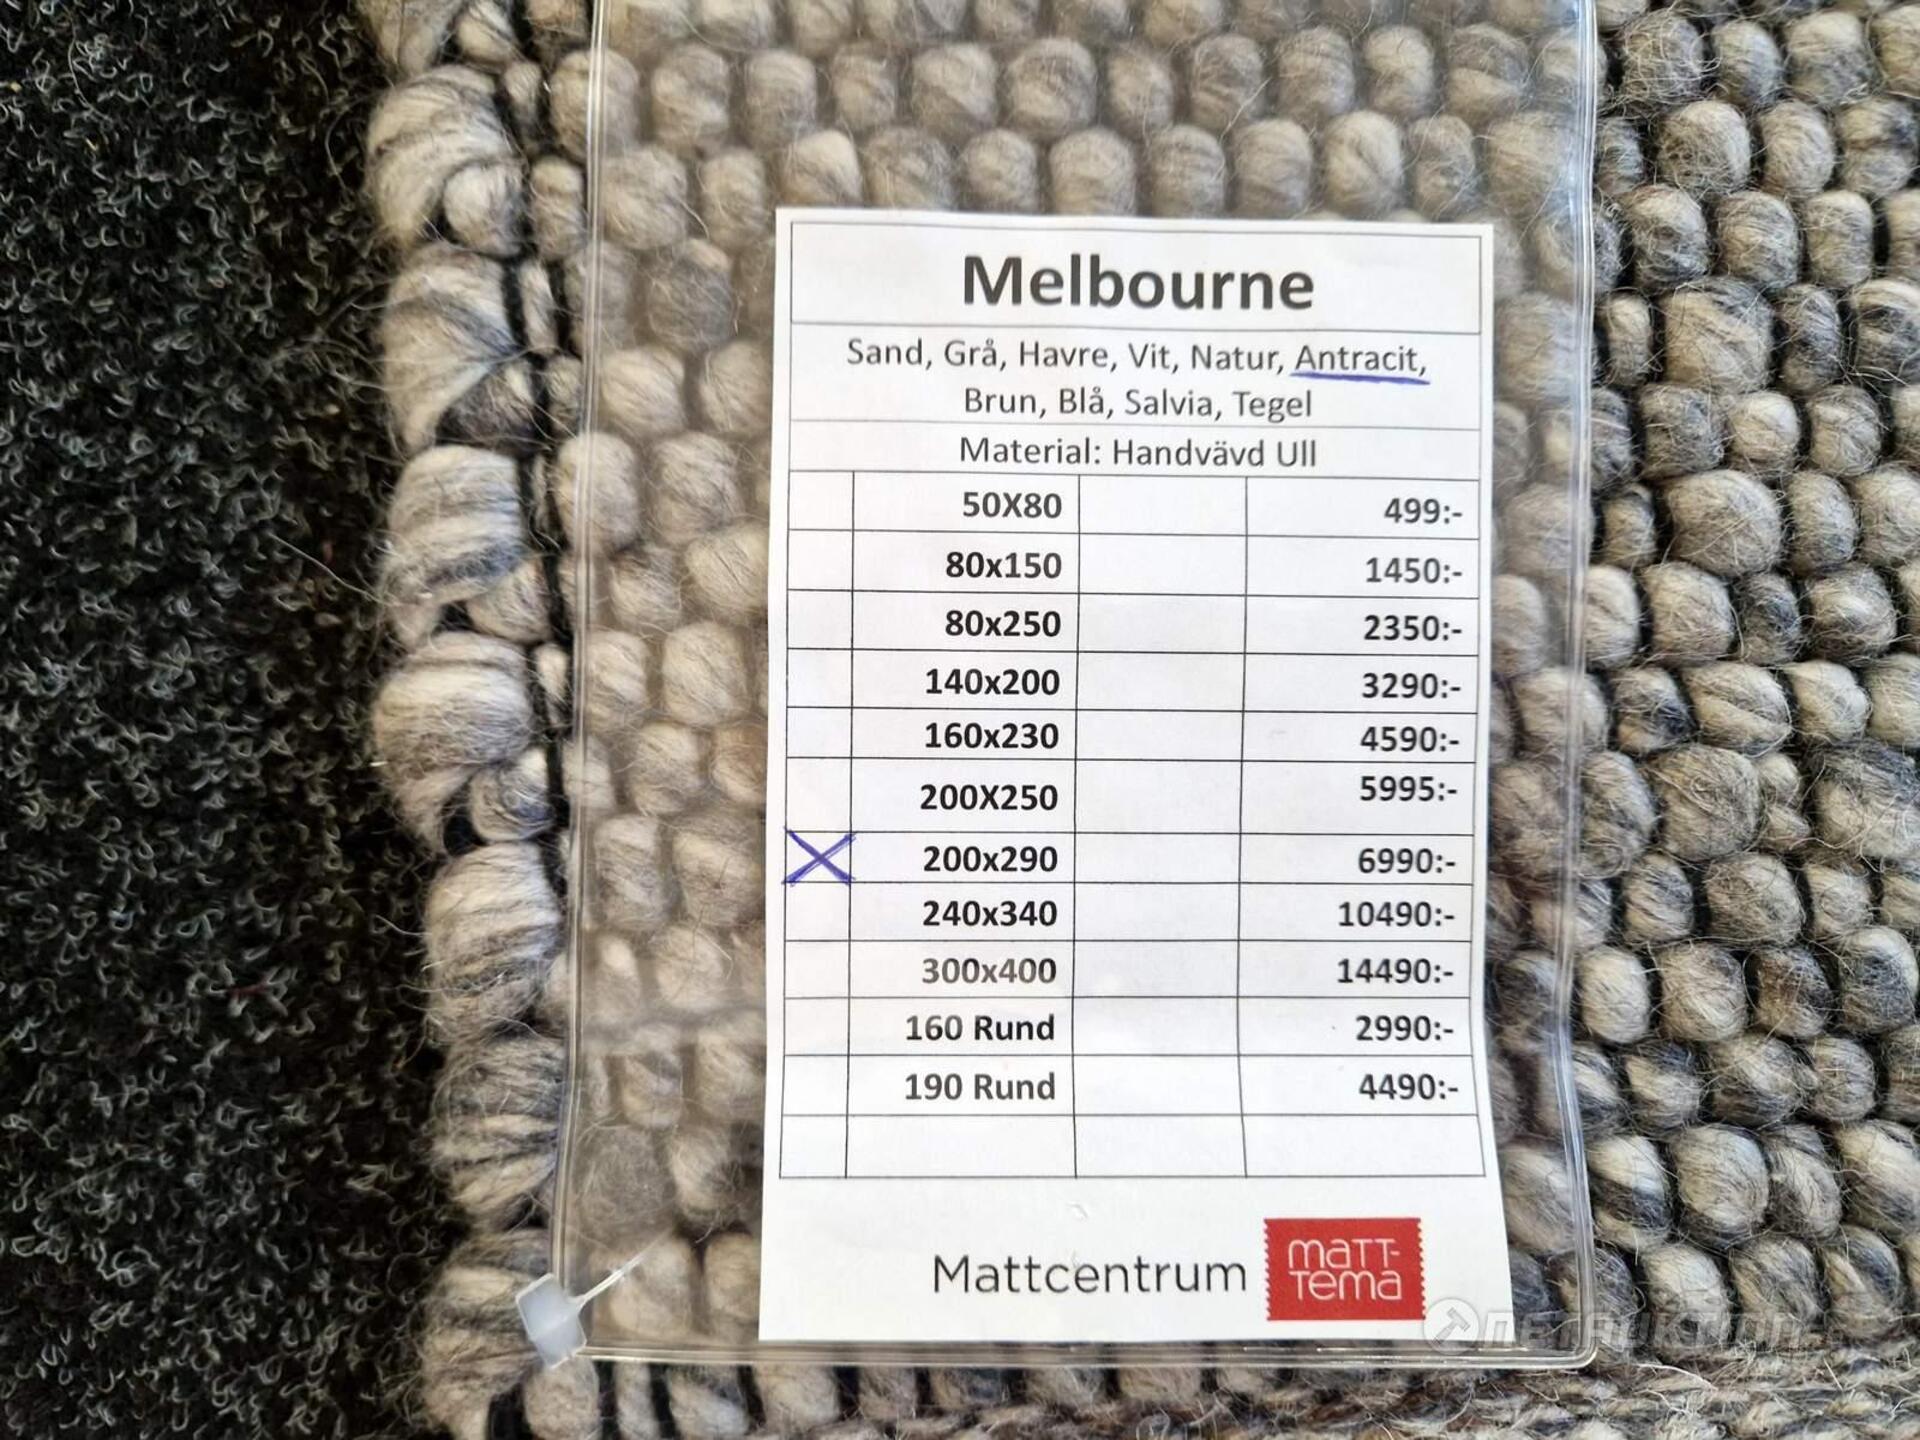 Melbourne
Sand, Grå, Havre, Vit, Natur, Antracit,
Brun, Blå, Salvia, Tegel
Material: Handvävd Ull
50X80 499:-
80x150 1450:-
80x250 2350:-
140x200 3290:-
160x230 4590:-
200X250 5995:-
200x290 6990:-
240x340 10490:-
300x400 14490:-
160 Rund 2990:-
190 Rund 4490:-
Mattcentrum
maTT-
Tema